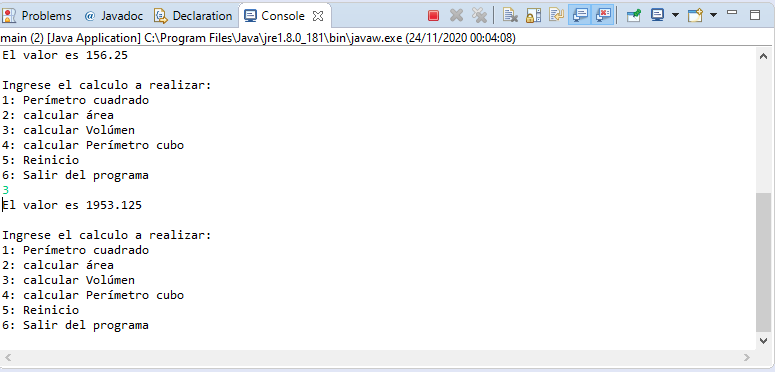 Problems @ Javadoc Declaration Console
main (2) [Java Application] C:\Program Files\Java\jre1.8.0_181\bin\javaw.exe (24/11/2020 00:04:08)
El valor es 156.25
Ingrese el calculo a realizar:
1: Perímetro cuadrado
2: calcular área
3: calcular Volúmen
4: calcular Perímetro cubo
5: Reinicio
6: Salir del programa
3
El valor es 1953.125
Ingrese el calculo a realizar:
1: Perímetro cuadrado
2: calcular área
3: calcular Volúmen
4: calcular Perímetro cubo
5: Reinicio
6: Salir del programa